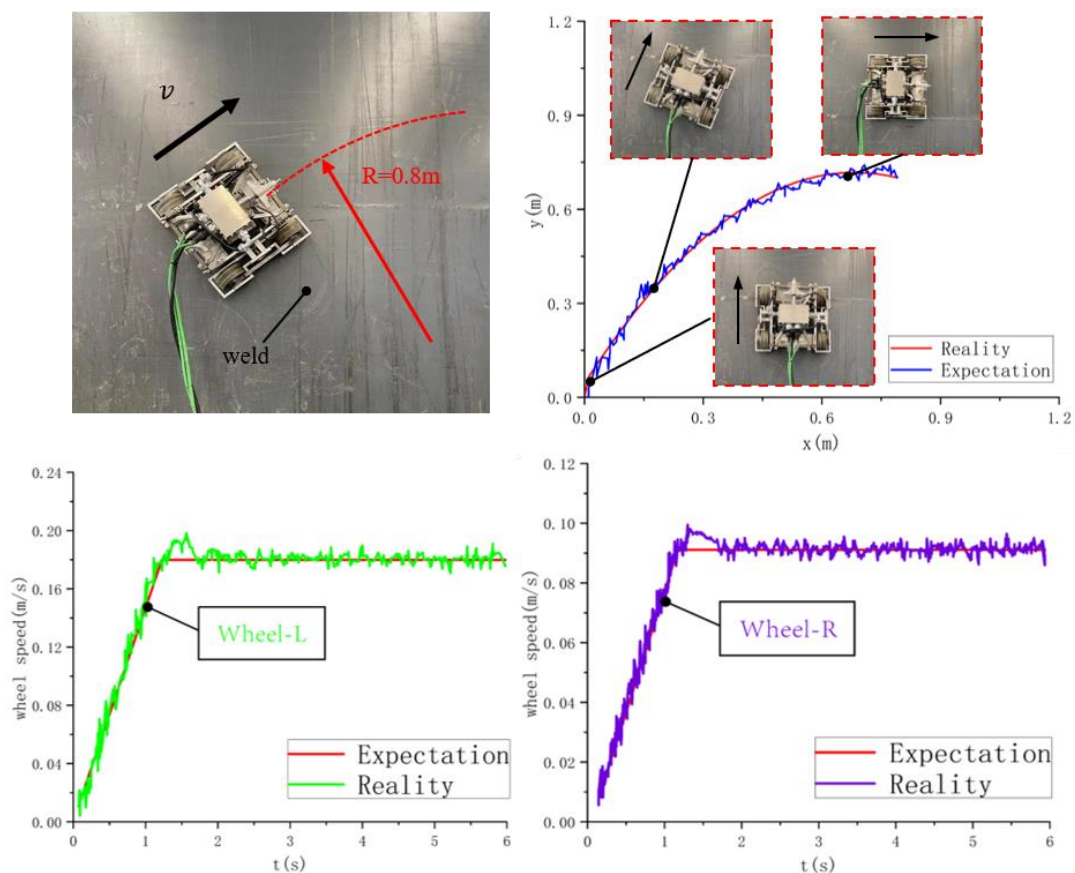 v
R=0.8m
weld
1.2
0.9
0.6
0.3
0.0
y(m)
0.0 0.3 0.6 0.9 1.2
x(m)
Reality
Expectation
0.24
0.20
0.16
0.12
0.08
0.04
0.00
wheel speed(m/s)
Wheel-L
Expectation
Reality
0 1 2 3 4 5 6
t(s)
0.12
0.10
0.08
0.06
0.04
0.02
0.00
wheel speed(m/s)
Wheel-R
Expectation
Reality
0 1 2 3 4 5 6
t(s)